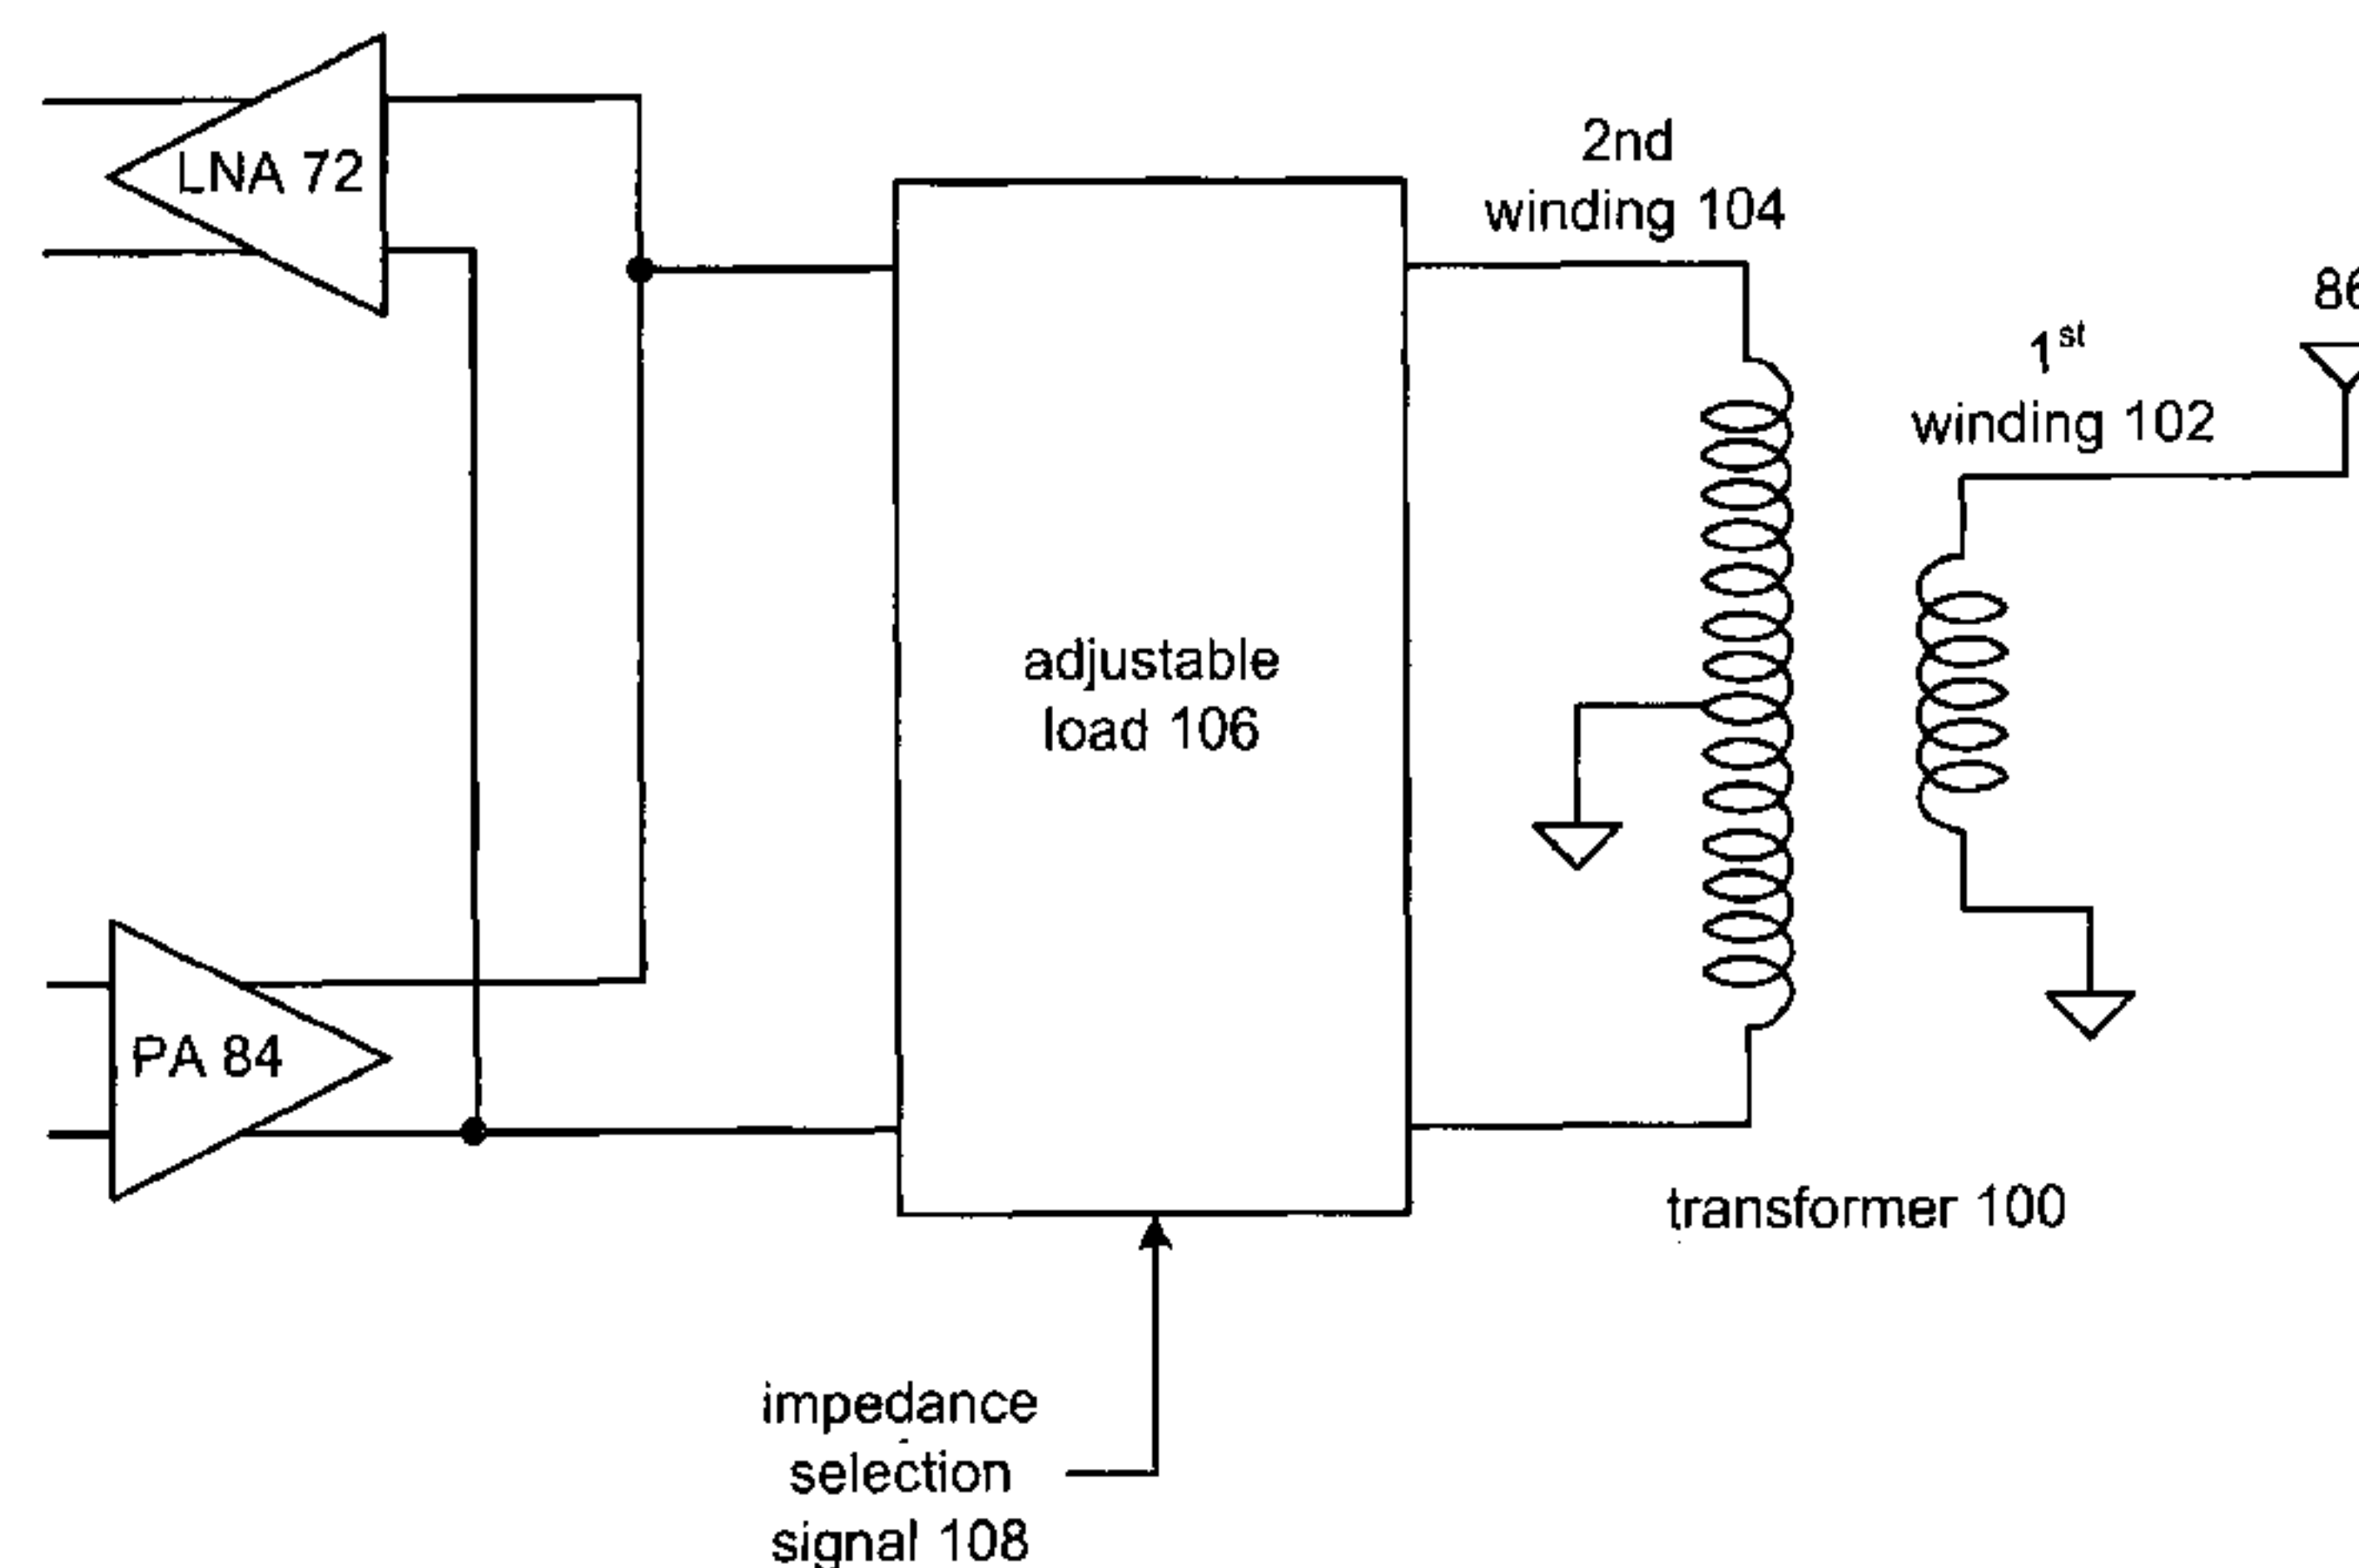 LNA 72
2nd
winding 104
86
1st
winding 102
adjustable
load 106
PA 84
transformer 100
impedance
selection
signal 108